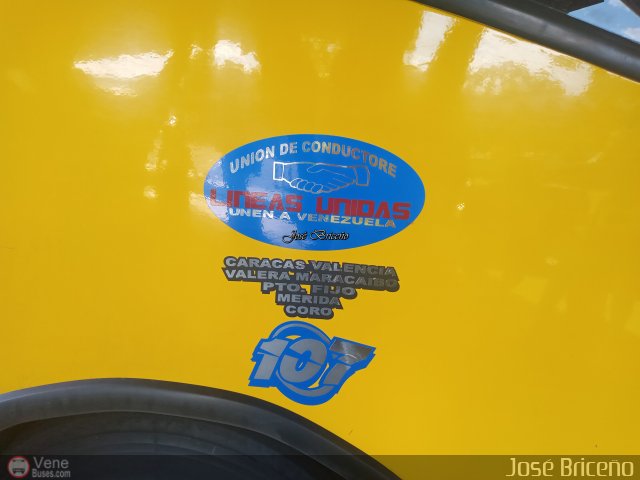 UNION DE CONDUCTORE
LINEAS UNIDAS
UNEN A VENEZUELA
José Briceño
CARACAS VALENCIA
VALERA MARACAIBO
PTO. FIJO
MERIDA
CORO
107
Vene
Buses.com
José Briceño